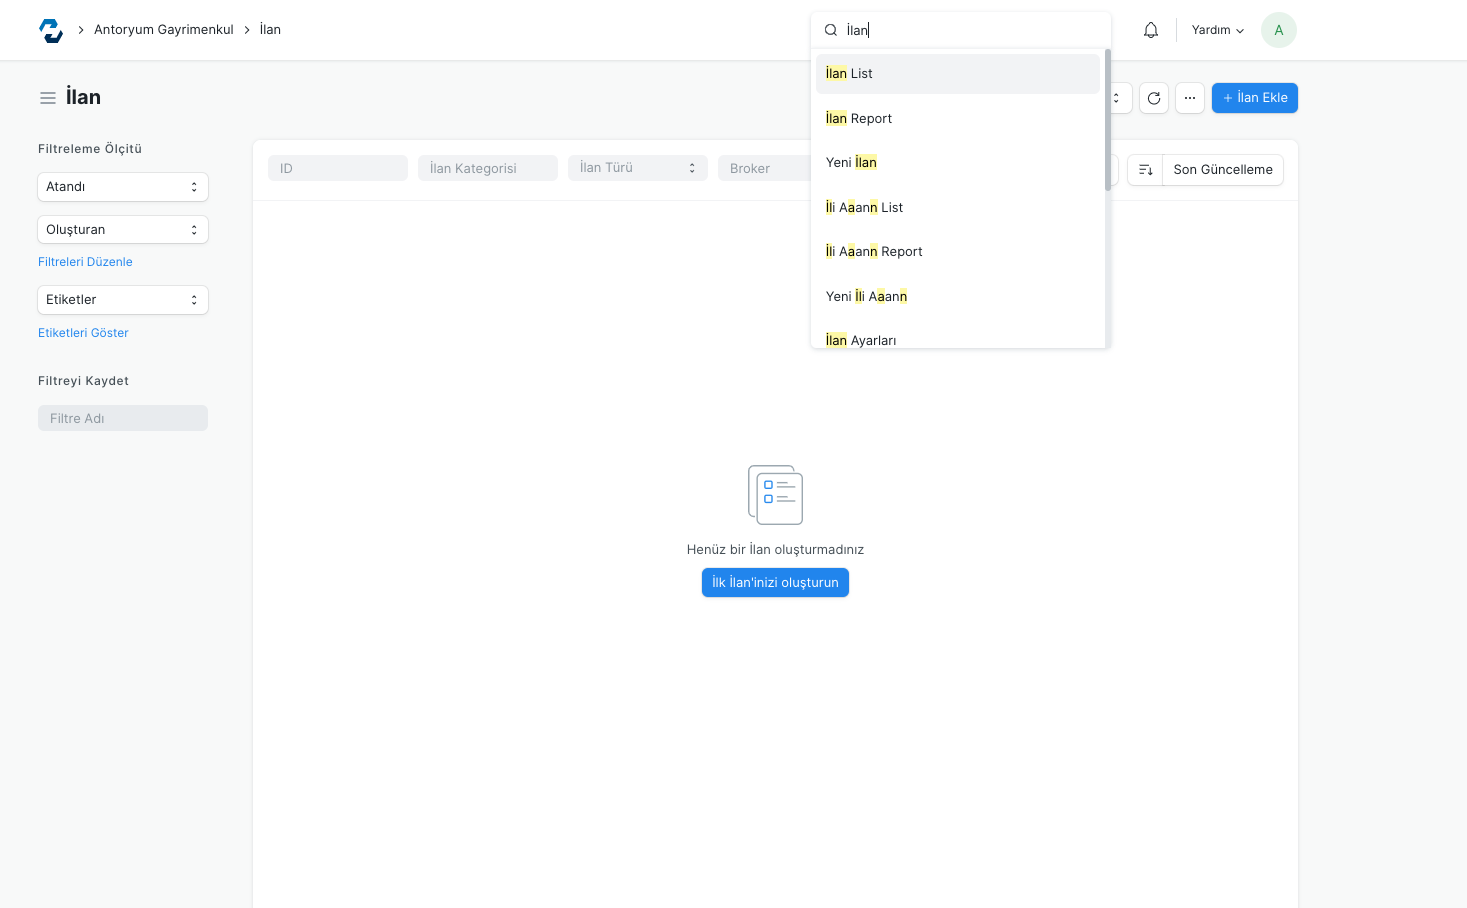 Antoryum Gayrimenkul
İlan
İlan
Yardım
A
İlan
İlan Ekle
İlan List
İlan Report
Yeni İlan
İli Aaann List
İli Aaann Report
Yeni İli Aaann
İlan Ayarları
Filtreleme Ölçütü
Atandı
Oluşturan
Filtreleri Düzenle
Etiketler
Etiketleri Göster
Filtreyi Kaydet
Filtre Adı
ID
İlan Kategorisi
İlan Türü
Broker
Son Güncelleme
Henüz bir İlan oluşturmadınız
İlk İlan'inizi oluşturun